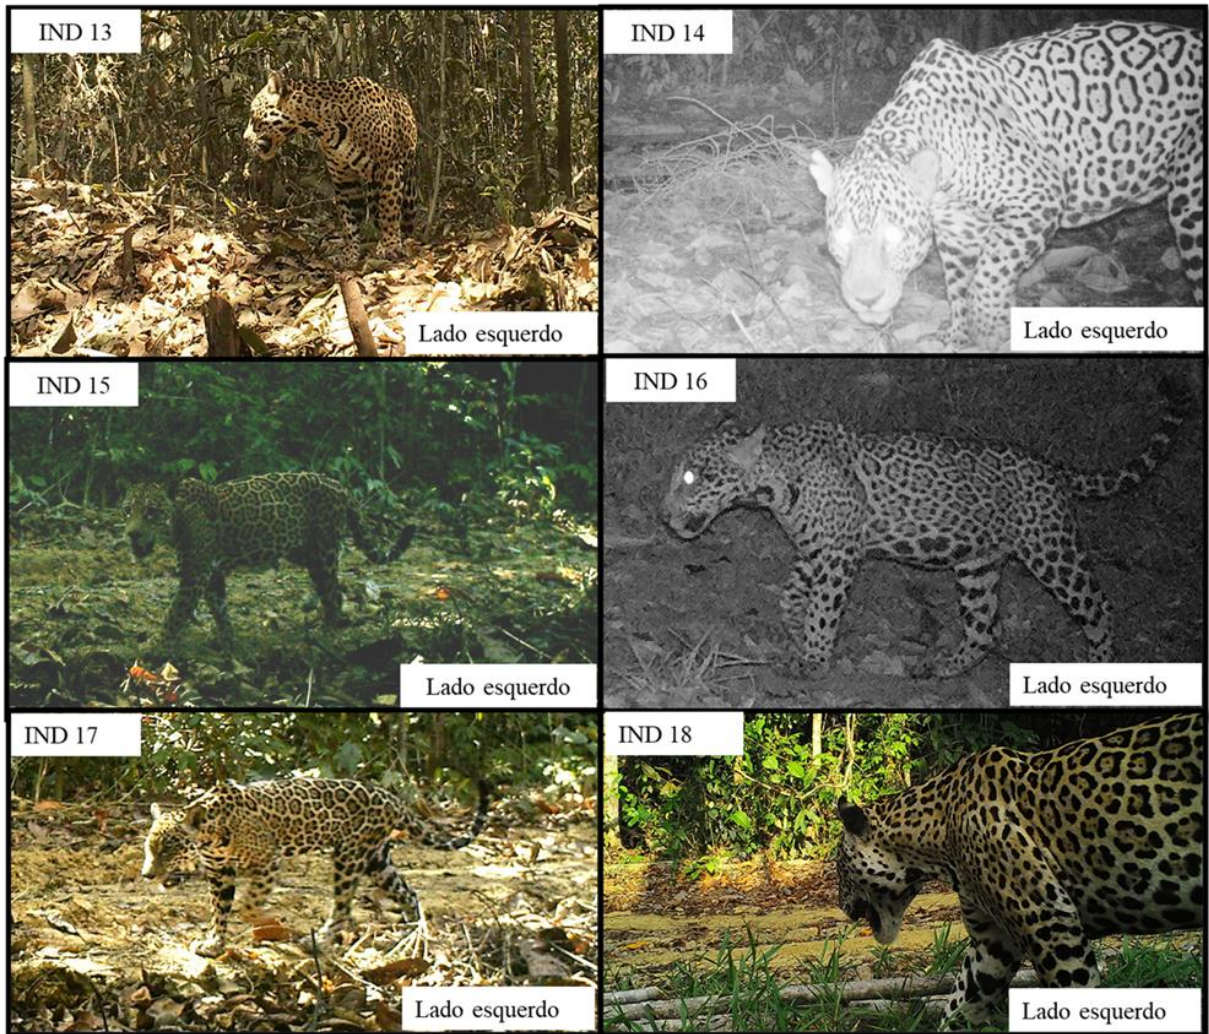 IND 13
IND 14
Lado esquerdo
Lado esquerdo
IND 15
IND 16
Lado esquerdo
Lado esquerdo
IND 17
IND 18
Lado esquerdo
Lado esquerdo